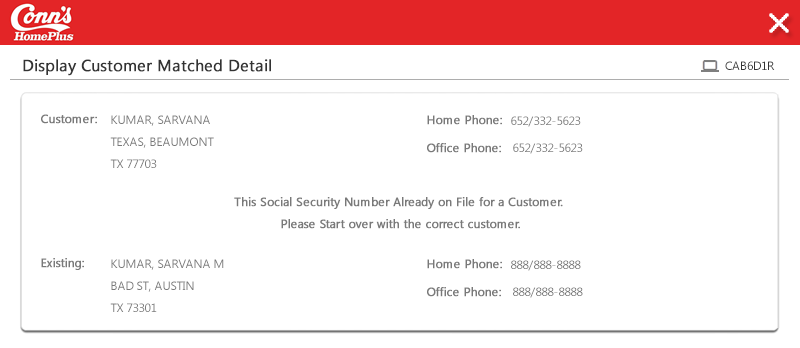 Conn's
HomePlus
Display Customer Matched Detail
CAB6D1R
Customer: KUMAR, SARVANA Home Phone: 652/332-5623
TEXAS, BEAUMONT Office Phone: 652/332-5623
TX 77703
This Social Security Number Already on File for a Customer.
Please Start over with the correct customer.
Existing: KUMAR, SARVANA M Home Phone: 888/888-8888
BAD ST, AUSTIN Office Phone: 888/888-8888
TX 73301